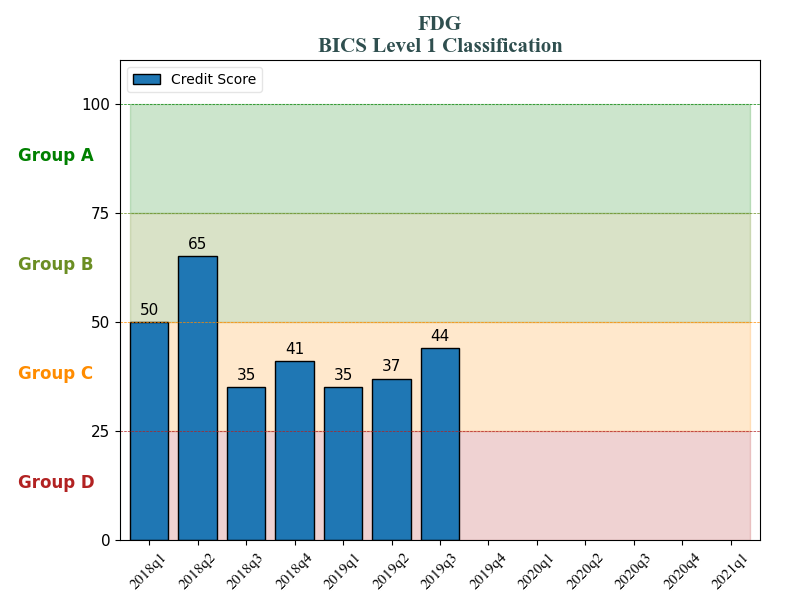 FDG
BICS Level 1 Classification
Credit Score
100
Group A
75
65
Group B
50
50
44
41
37
35
35
Group C
25
Group D
0
2018q1 2018q2 2018q3 2018q4 2019q1 2019q2 2019q3 2019q4 2020q1 2020q2 2020q3 2020q4 2021q1